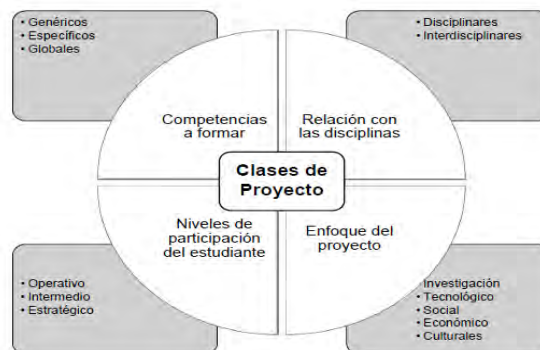 • Genéricos
• Específicos
• Globales
• Disciplinares
• Interdisciplinares
Competencias
a formar
Relación con
las disciplinas
Clases de
Proyecto
Niveles de
participación
del estudiante
Enfoque del
proyecto
• Operativo
• Intermedio
• Estratégico
Investigación
• Tecnológico
• Social
• Económico
• Culturales